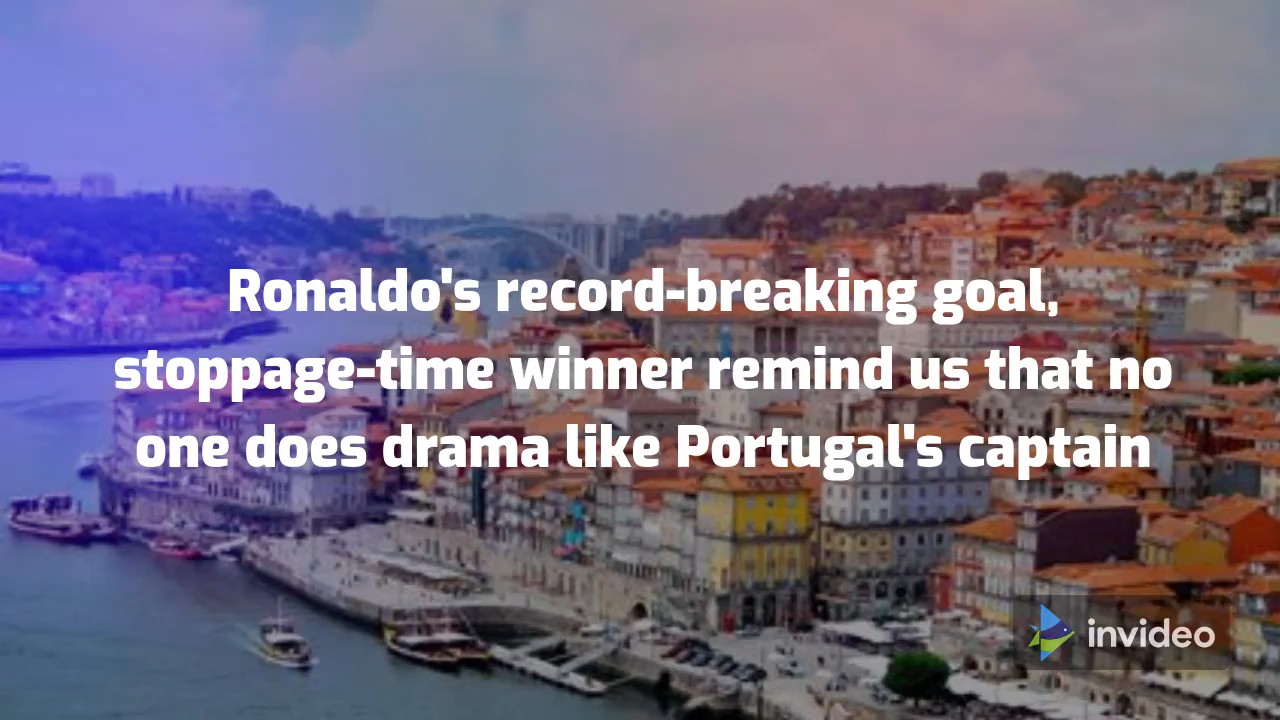 Ronaldo's record-breaking goal,
stoppage-time winner remind us that no
one does drama like Portugal's captain
invideo